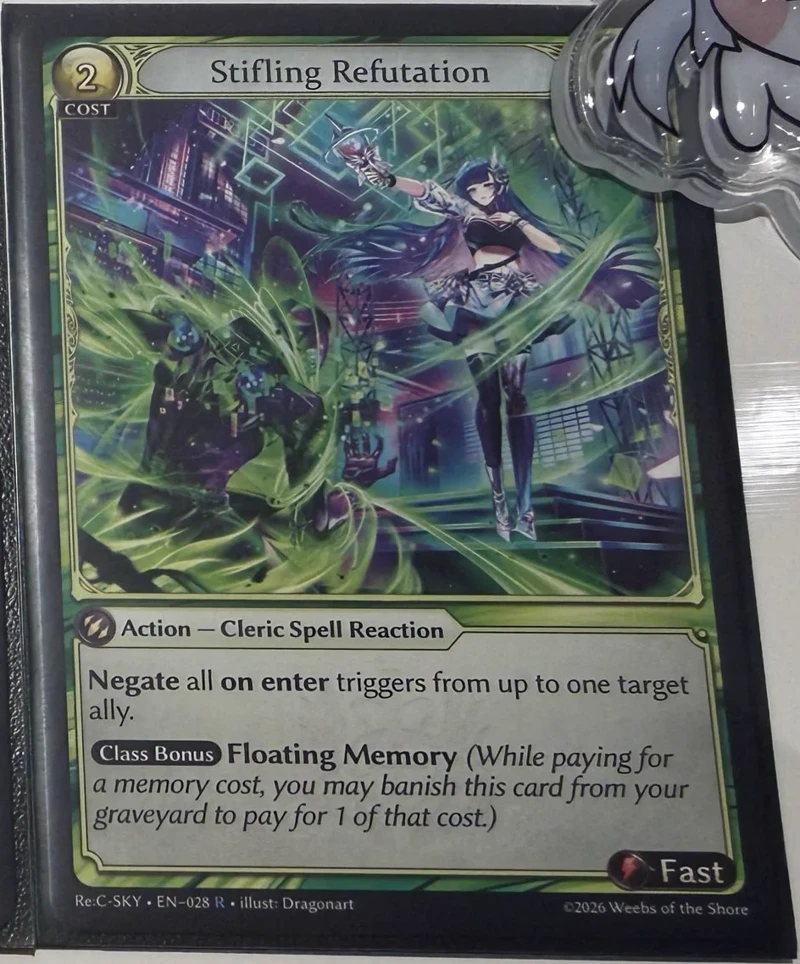 2
COST
Stifling Refutation
Action — Cleric Spell Reaction
Negate all on enter triggers from up to one target
ally.
Class Bonus Floating Memory (While paying for
a memory cost, you may banish this card from your
graveyard to pay for 1 of that cost.)
Fast
Re:C-SKY • EN-028 R • illust: Dragonart
©2026 Weebs of the Shore